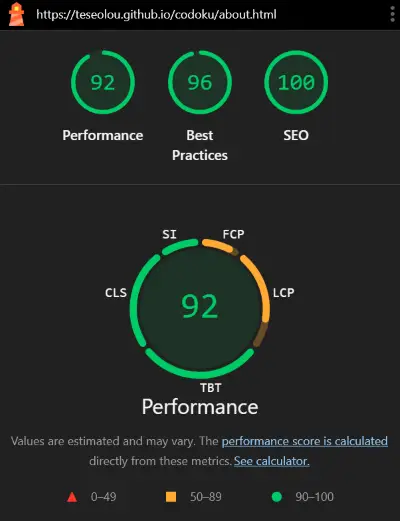 https://teseolou.github.io/codoku/about.html
92 96 100
Performance Best SEO
Practices
SI FCP
CLS LCP
92
TBT
Performance
Values are estimated and may vary. The performance score is calculated
directly from these metrics. See calculator.
0–49 50–89 90–100